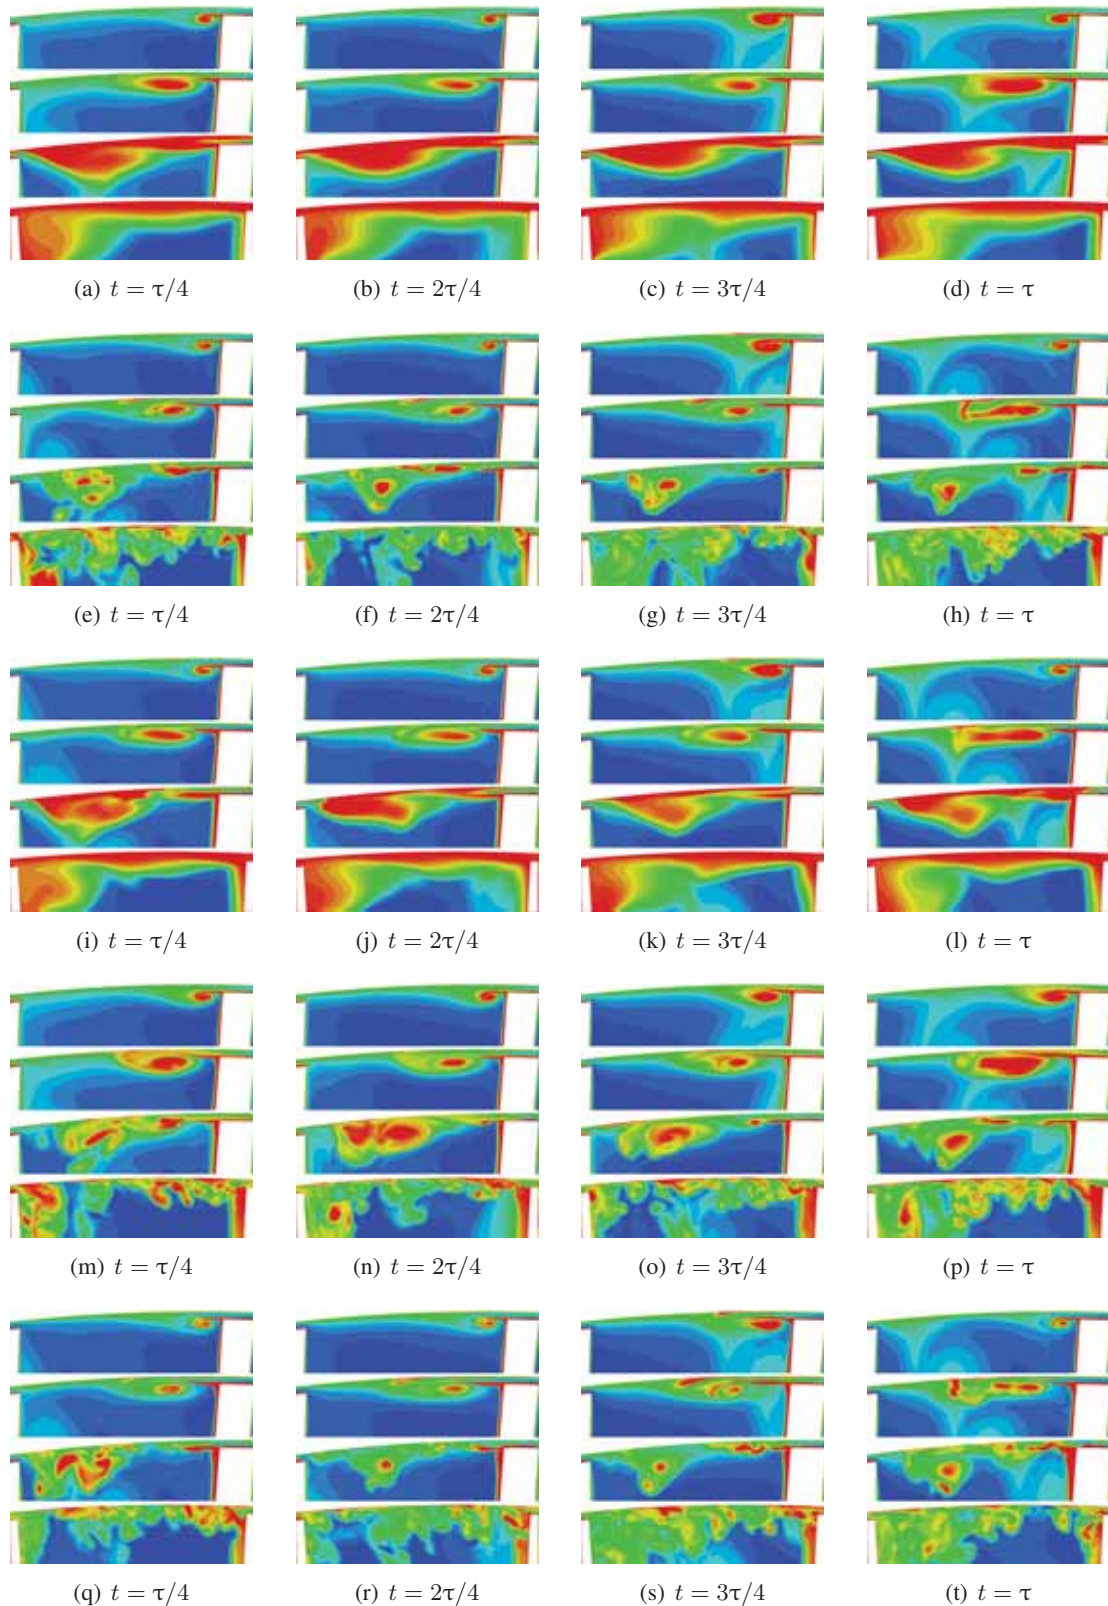 (a) t = τ/4 (b) t = 2τ/4 (c) t = 3τ/4 (d) t = τ
(e) t = τ/4 (f) t = 2τ/4 (g) t = 3τ/4 (h) t = τ
(i) t = τ/4 (j) t = 2τ/4 (k) t = 3τ/4 (l) t = τ
(m) t = τ/4 (n) t = 2τ/4 (o) t = 3τ/4 (p) t = τ
(q) t = τ/4 (r) t = 2τ/4 (s) t = 3τ/4 (t) t = τ